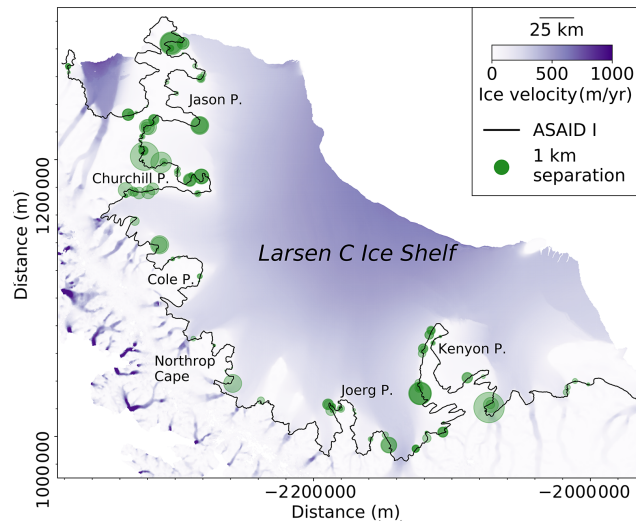 25 km
0 500 1000
Ice velocity (m/yr)
ASAID I
1 km
separation
Jason P.
Churchill P.
Larsen C Ice Shelf
Cole P.
Northrop
Cape
Kenyon P.
Joerg P.
1200000
1000000
Distance (m)
−2200000 −2000000
Distance (m)